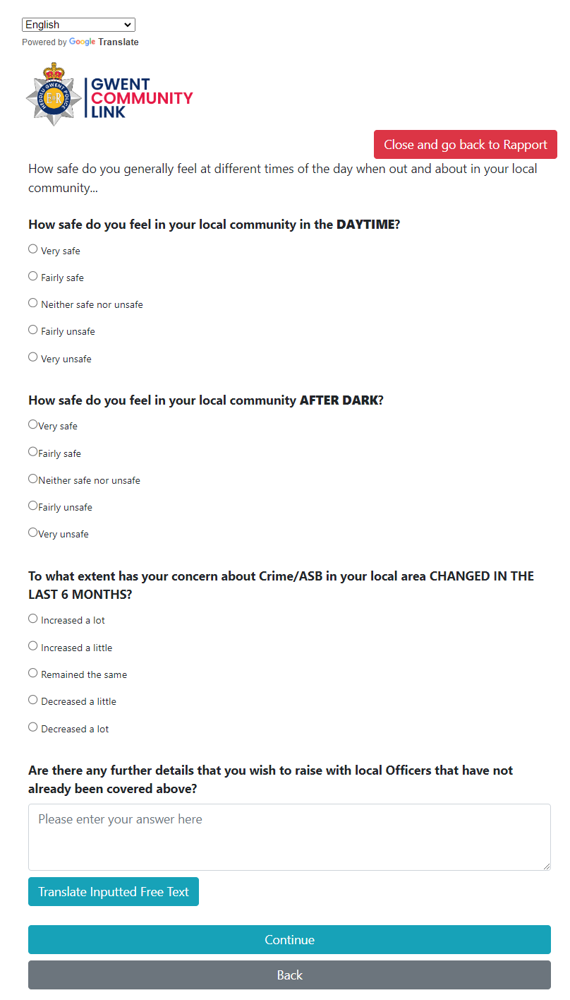 English
Powered by Google Translate
HEDDLU GWENT POLICE
E R
GWENT
COMMUNITY
LINK
Close and go back to Rapport
How safe do you generally feel at different times of the day when out and about in your local
community...
How safe do you feel in your local community in the DAYTIME?
Very safe
Fairly safe
Neither safe nor unsafe
Fairly unsafe
Very unsafe
How safe do you feel in your local community AFTER DARK?
Very safe
Fairly safe
Neither safe nor unsafe
Fairly unsafe
Very unsafe
To what extent has your concern about Crime/ASB in your local area CHANGED IN THE
LAST 6 MONTHS?
Increased a lot
Increased a little
Remained the same
Decreased a little
Decreased a lot
Are there any further details that you wish to raise with local Officers that have not
already been covered above?
Please enter your answer here
Translate Inputted Free Text
Continue
Back